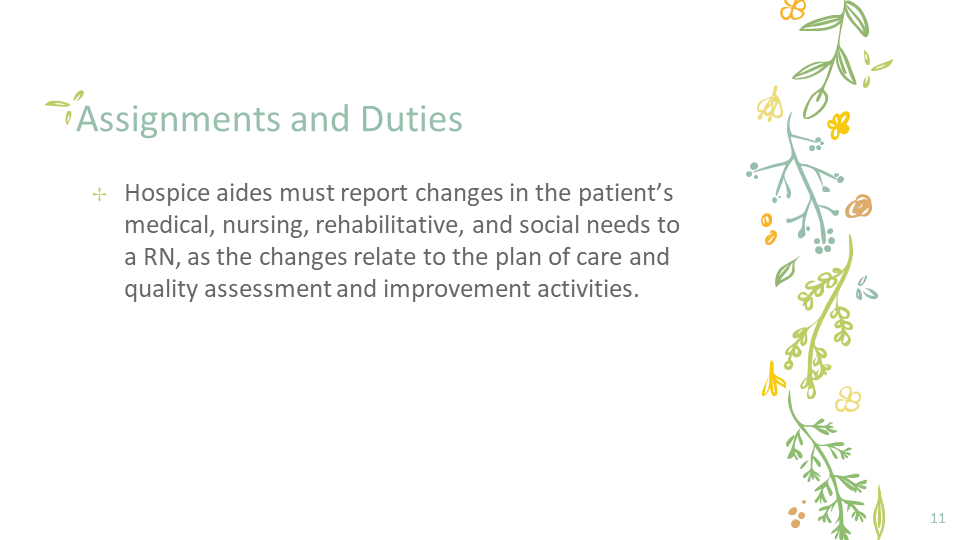 Assignments and Duties
Hospice aides must report changes in the patient’s
medical, nursing, rehabilitative, and social needs to
a RN, as the changes relate to the plan of care and
quality assessment and improvement activities.
11